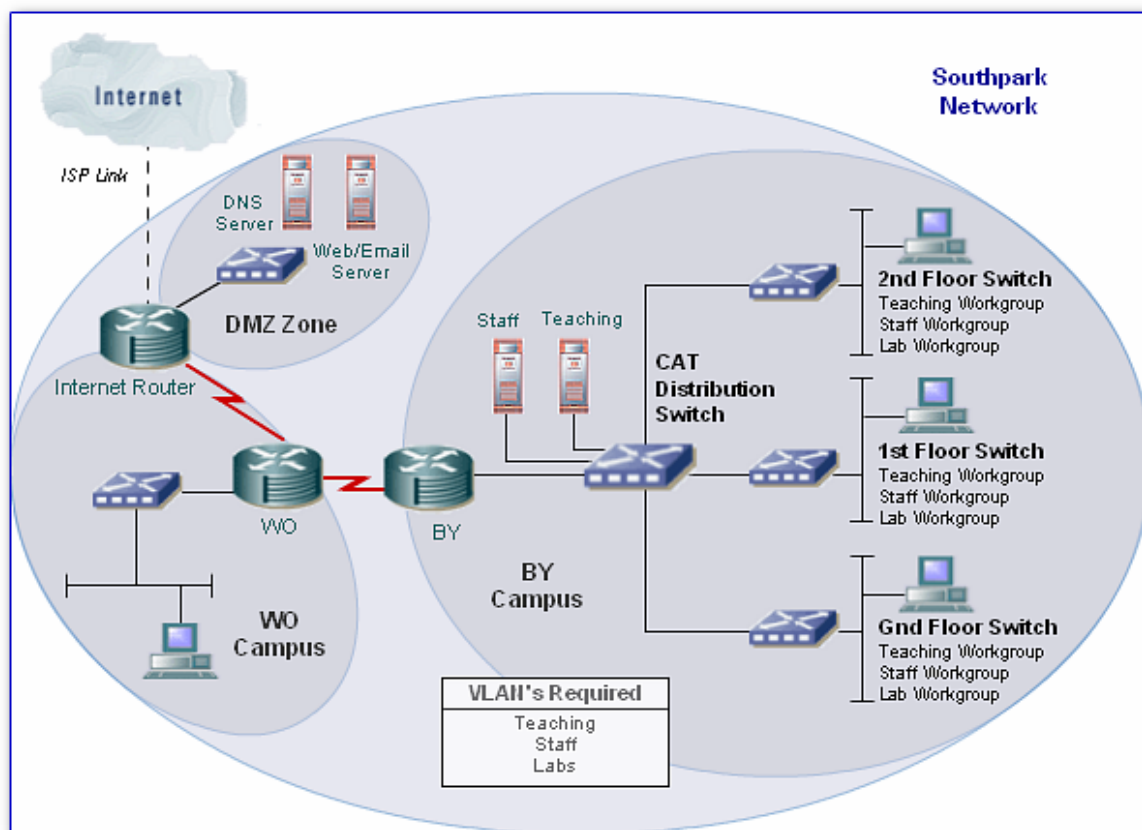 Southpark
Network
Internet
ISP Link
DNS
Server
Web/Email
Server
DMZ Zone
Internet Router
Staff
Teaching
CAT
Distribution
Switch
2nd Floor Switch
Teaching Workgroup
Staff Workgroup
Lab Workgroup
1st Floor Switch
Teaching Workgroup
Staff Workgroup
Lab Workgroup
WO
BY
BY
Campus
WO
Campus
Gnd Floor Switch
Teaching Workgroup
Staff Workgroup
Lab Workgroup
VLAN's Required
Teaching
Staff
Labs